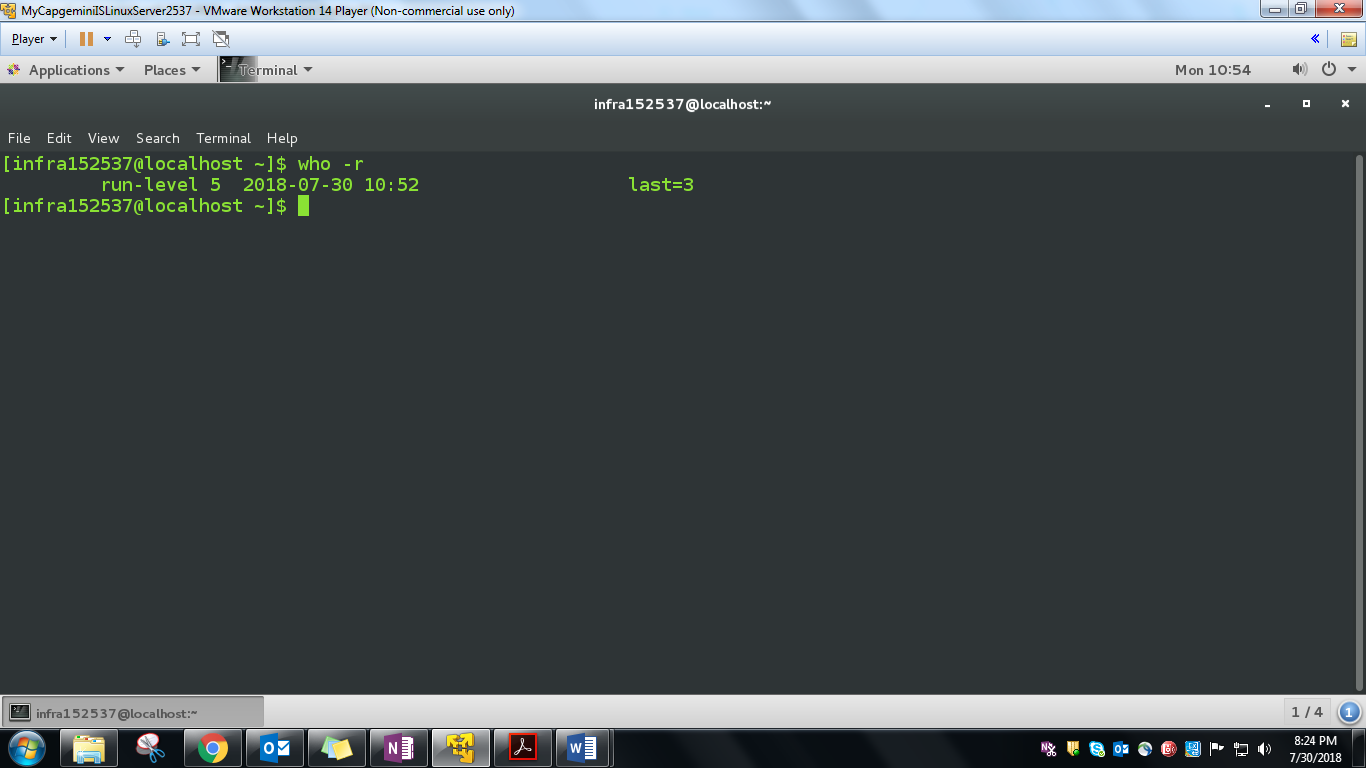 MyCapgeminiISLinuxServer2537 - VMware Workstation 14 Player (Non-commercial use only)
Player
Applications Places Terminal Mon 10:54
infra152537@localhost:~
File Edit View Search Terminal Help
[infra152537@localhost ~]$ who -r
run-level 5 2018-07-30 10:52 last=3
[infra152537@localhost ~]$
infra152537@localhost:~ 1 / 4 1
8:24 PM
7/30/2018